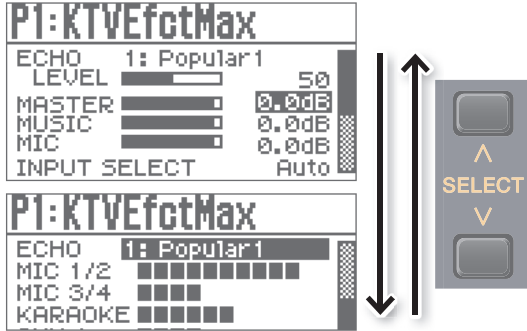 P1:KTVEfctMax
ECHO 1: Popular1
LEVEL 50
MASTER 0.0dB
MUSIC 0.0dB
MIC 0.0dB
INPUT SELECT Auto
P1:KTVEfctMax
ECHO 1: Popular1
MIC 1/2
MIC 3/4
KARAOKE
SELECT